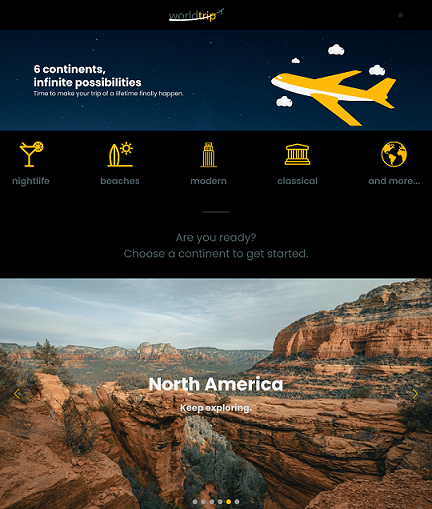 worldtrip
6 continents,
infinite possibilities
Time to make your trip of a lifetime finally happen.
nightlife
beaches
modern
classical
and more...
Are you ready?
Choose a continent to get started.
North America
Keep exploring.